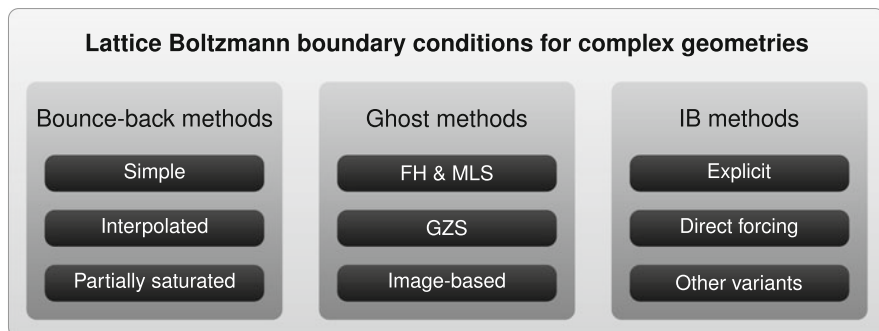 Lattice Boltzmann boundary conditions for complex geometries
Bounce-back methods
Simple
Interpolated
Partially saturated
Ghost methods
FH & MLS
GZS
Image-based
IB methods
Explicit
Direct forcing
Other variants